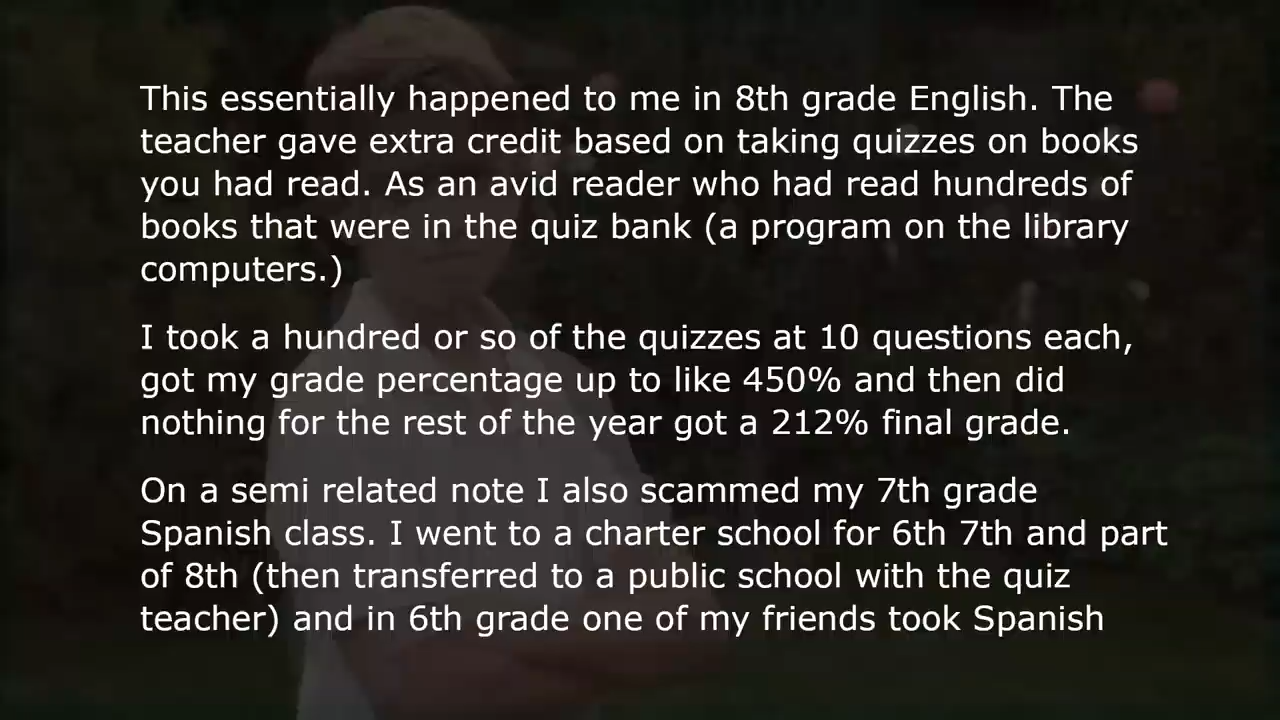 This essentially happened to me in 8th grade English. The
teacher gave extra credit based on taking quizzes on books
you had read. As an avid reader who had read hundreds of
books that were in the quiz bank (a program on the library
computers.)
I took a hundred or so of the quizzes at 10 questions each,
got my grade percentage up to like 450% and then did
nothing for the rest of the year got a 212% final grade.
On a semi related note I also scammed my 7th grade
Spanish class. I went to a charter school for 6th 7th and part
of 8th (then transferred to a public school with the quiz
teacher) and in 6th grade one of my friends took Spanish